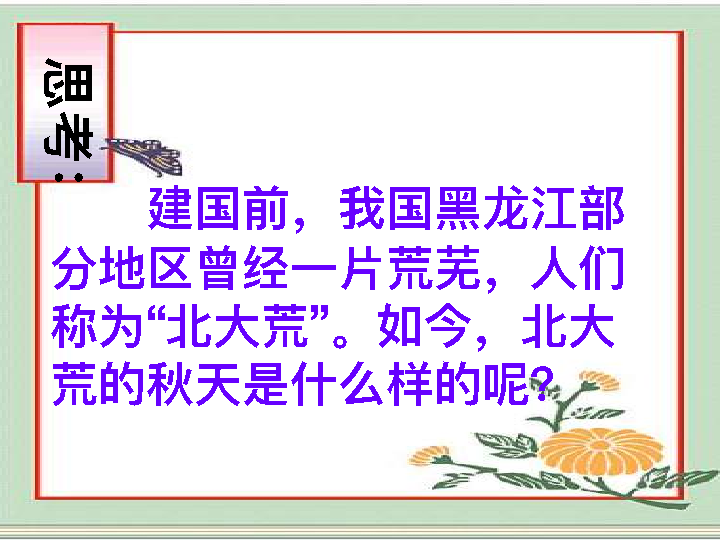 思考：
建国前，我国黑龙江部
分地区曾经一片荒芜，人们
称为“北大荒”。如今，北大
荒的秋天是什么样的呢？